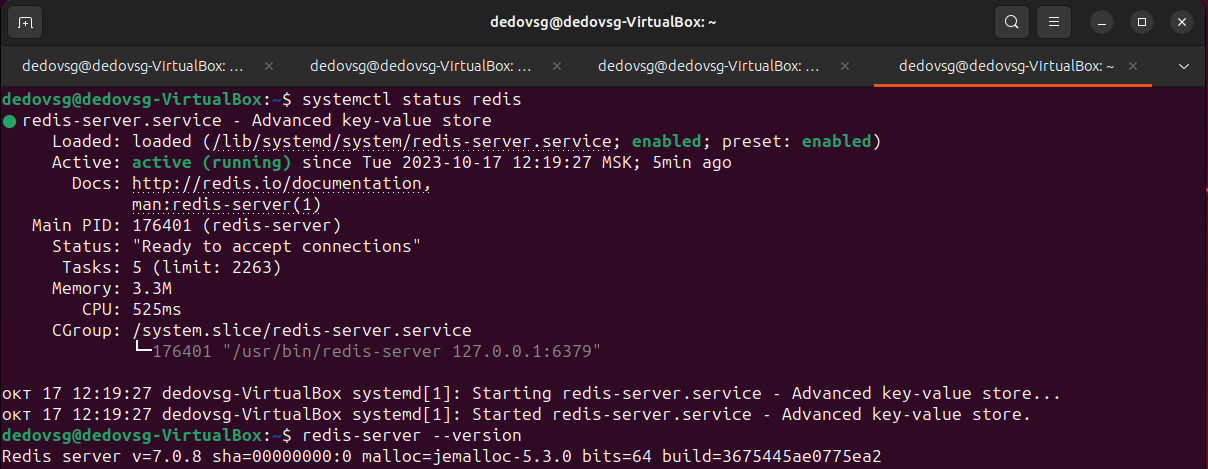 dedovsg@dedovsg-VirtualBox: ~
dedovsg@dedovsg-VirtualBox: ...
dedovsg@dedovsg-VirtualBox: ...
dedovsg@dedovsg-VirtualBox: ...
dedovsg@dedovsg-VirtualBox: ~
dedovsg@dedovsg-VirtualBox:~$ systemctl status redis
● redis-server.service - Advanced key-value store
     Loaded: loaded (/lib/systemd/system/redis-server.service; enabled; preset: enabled)
     Active: active (running) since Tue 2023-10-17 12:19:27 MSK; 5min ago
       Docs: http://redis.io/documentation,
             man:redis-server(1)
   Main PID: 176401 (redis-server)
     Status: "Ready to accept connections"
      Tasks: 5 (limit: 2263)
     Memory: 3.3M
        CPU: 525ms
     CGroup: /system.slice/redis-server.service
             └─176401 "/usr/bin/redis-server 127.0.0.1:6379"
окт 17 12:19:27 dedovsg-VirtualBox systemd[1]: Starting redis-server.service - Advanced key-value store...
окт 17 12:19:27 dedovsg-VirtualBox systemd[1]: Started redis-server.service - Advanced key-value store.
dedovsg@dedovsg-VirtualBox:~$ redis-server --version
Redis server v=7.0.8 sha=00000000:0 malloc=jemalloc-5.3.0 bits=64 build=3675445ae0775ea2